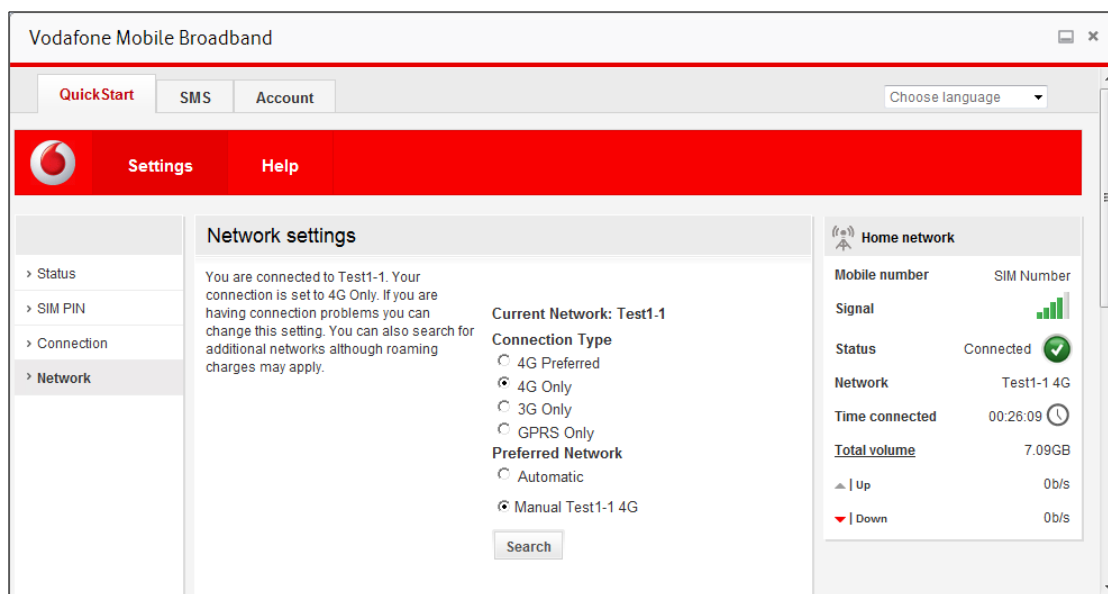 Vodafone Mobile Broadband
QuickStart
SMS
Account
Choose language
Settings
Help
Status
SIM PIN
Connection
Network
Network settings
You are connected to Test1-1. Your
connection is set to 4G Only. If you are
having connection problems you can
change this setting. You can also search for
additional networks although roaming
charges may apply.
Current Network: Test1-1
Connection Type
4G Preferred
4G Only
3G Only
GPRS Only
Preferred Network
Automatic
Manual Test1-1 4G
Search
Home network
Mobile number SIM Number
Signal
Status Connected
Network Test1-1 4G
Time connected 00:26:09
Total volume 7.09GB
| Up 0b/s
| Down 0b/s